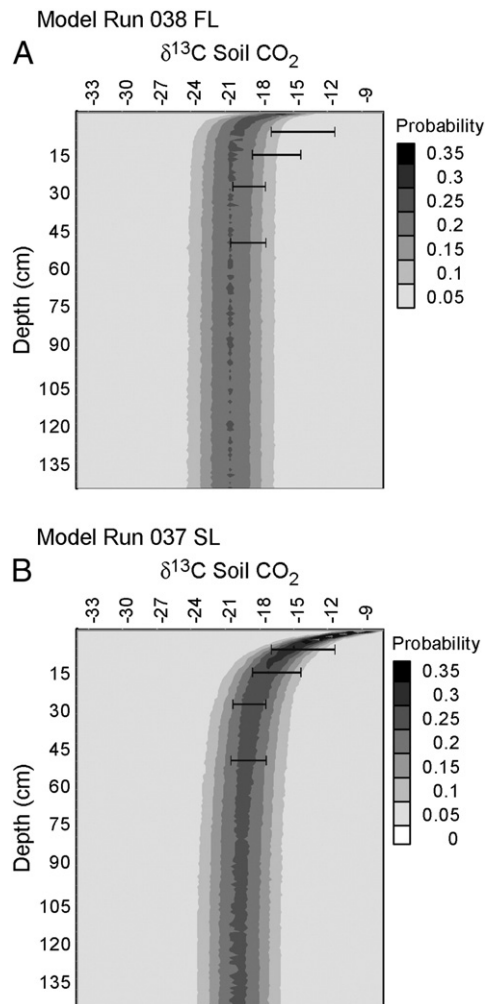 Model Run 038 FL
A
δ13C Soil CO2
-33 -30 -27 -24 -21 -18 -15 -12 -9
Depth (cm)
15
30
45
60
75
90
105
120
135
Probability
0.35
0.3
0.25
0.2
0.15
0.1
0.05
Model Run 037 SL
B
δ13C Soil CO2
-33 -30 -27 -24 -21 -18 -15 -12 -9
Depth (cm)
15
30
45
60
75
90
105
120
135
Probability
0.35
0.3
0.25
0.2
0.15
0.1
0.05
0